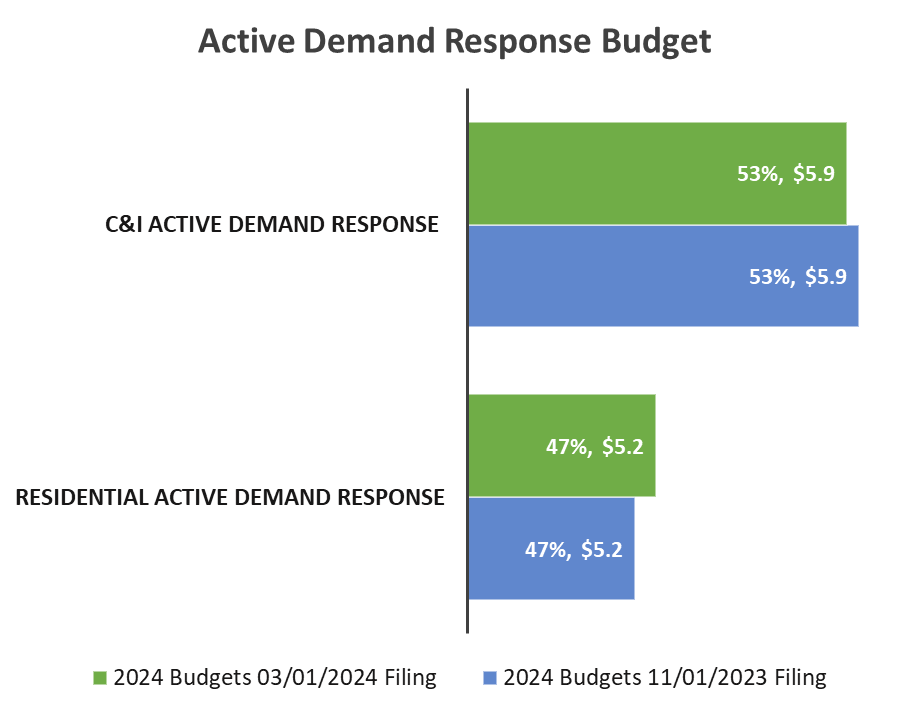 Active Demand Response Budget
53%, $5.9
C&I ACTIVE DEMAND RESPONSE
53%, $5.9
47%, $5.2
RESIDENTIAL ACTIVE DEMAND RESPONSE
47%, $5.2
2024 Budgets 03/01/2024 Filing
2024 Budgets 11/01/2023 Filing